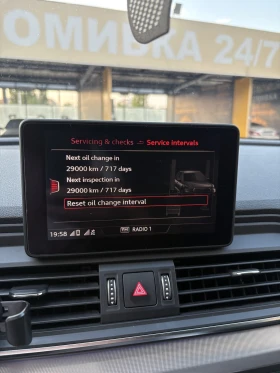 ОМИЙКА 24/7
Servicing & checks -> Service intervals
Next oil change in
29000 km / 717 days
Next inspection in
29000 km / 717 days
Reset oil change interval
19:58 RADIO 1